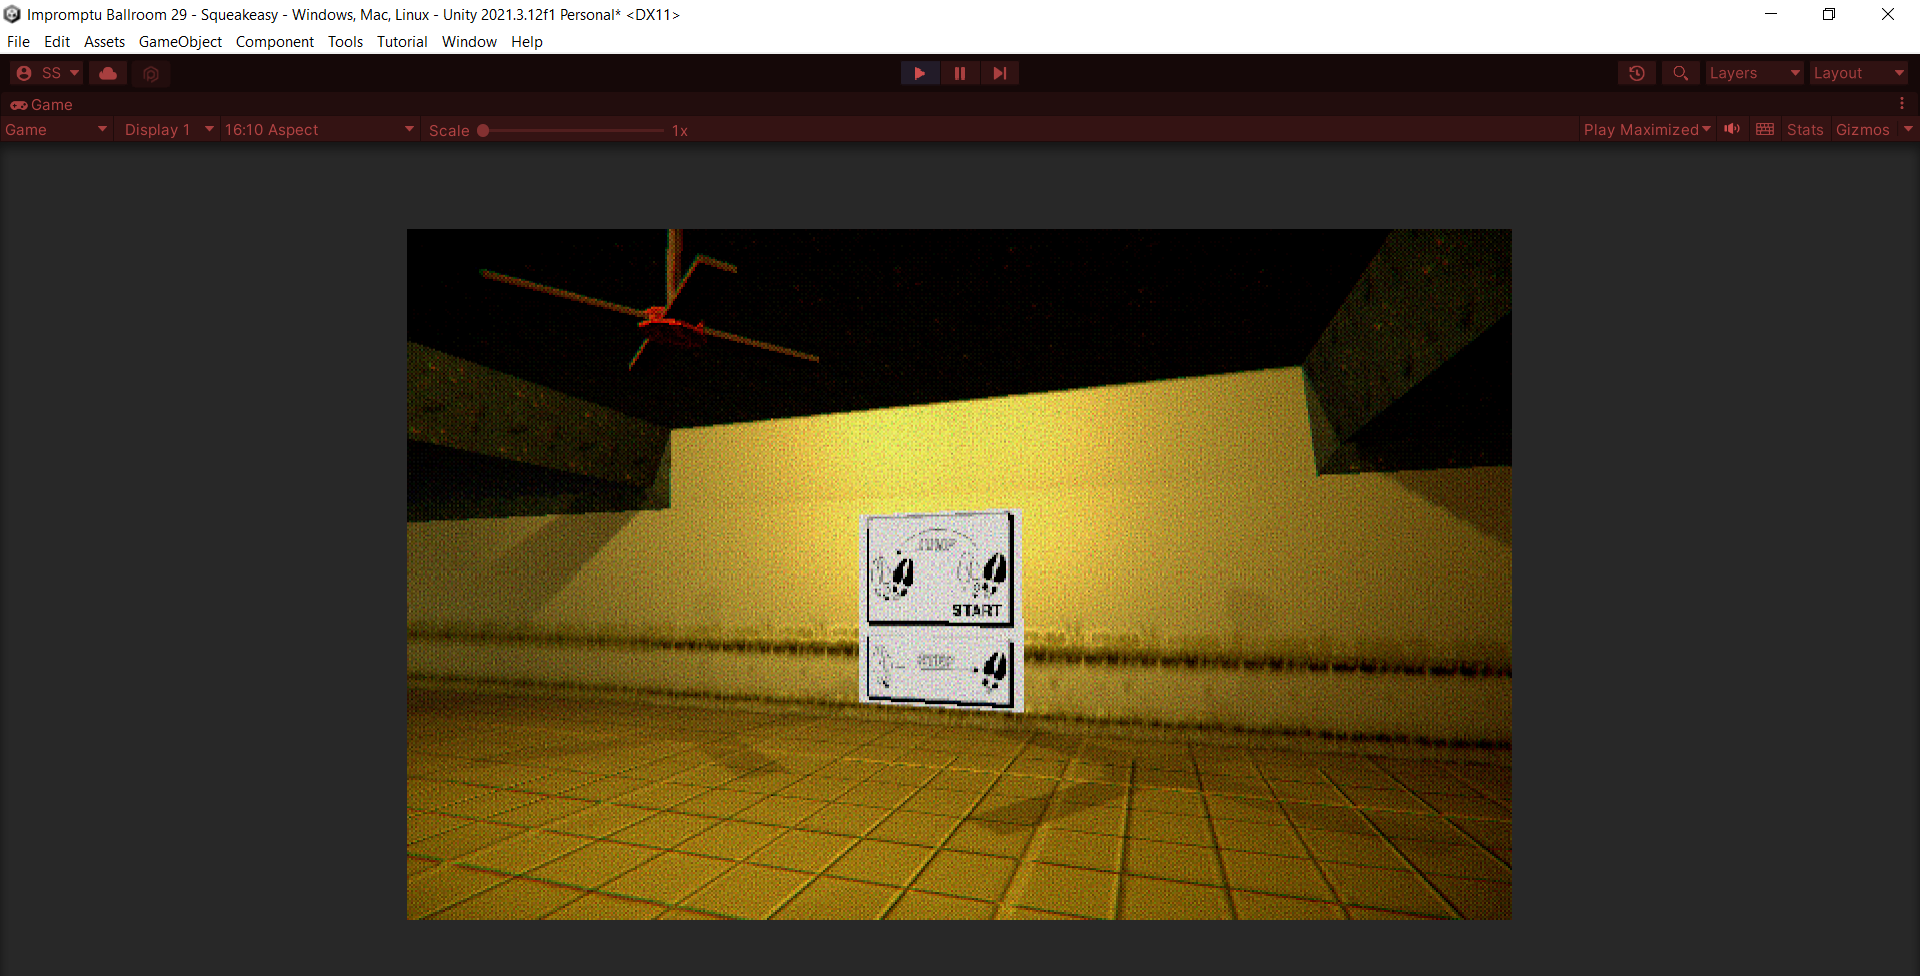 Impromptu Ballroom 29 - Squeakeasy - Windows, Mac, Linux - Unity 2021.3.12f1 Personal* <DX11>
File Edit Assets GameObject Component Tools Tutorial Window Help
SS Layers Layout
Game
Game Display 1 16:10 Aspect Scale 1x Play Maximized Stats Gizmos
JUMP
START